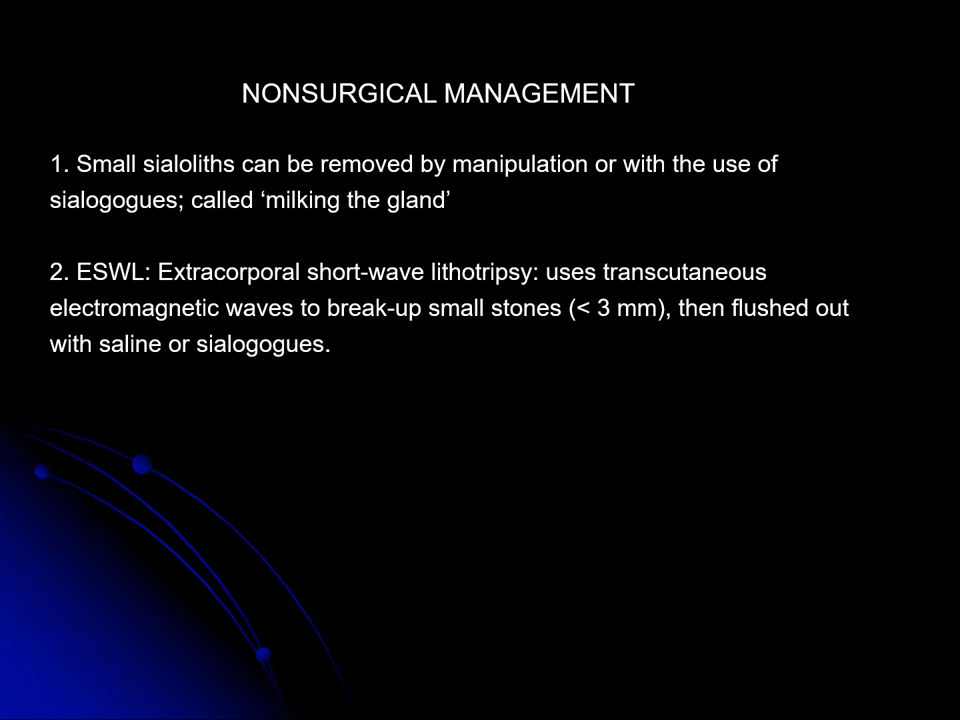 NONSURGICAL MANAGEMENT
1. Small sialoliths can be removed by manipulation or with the use of
sialogogues; called ‘milking the gland’
2. ESWL: Extracorporal short-wave lithotripsy: uses transcutaneous
electromagnetic waves to break-up small stones (< 3 mm), then flushed out
with saline or sialogogues.